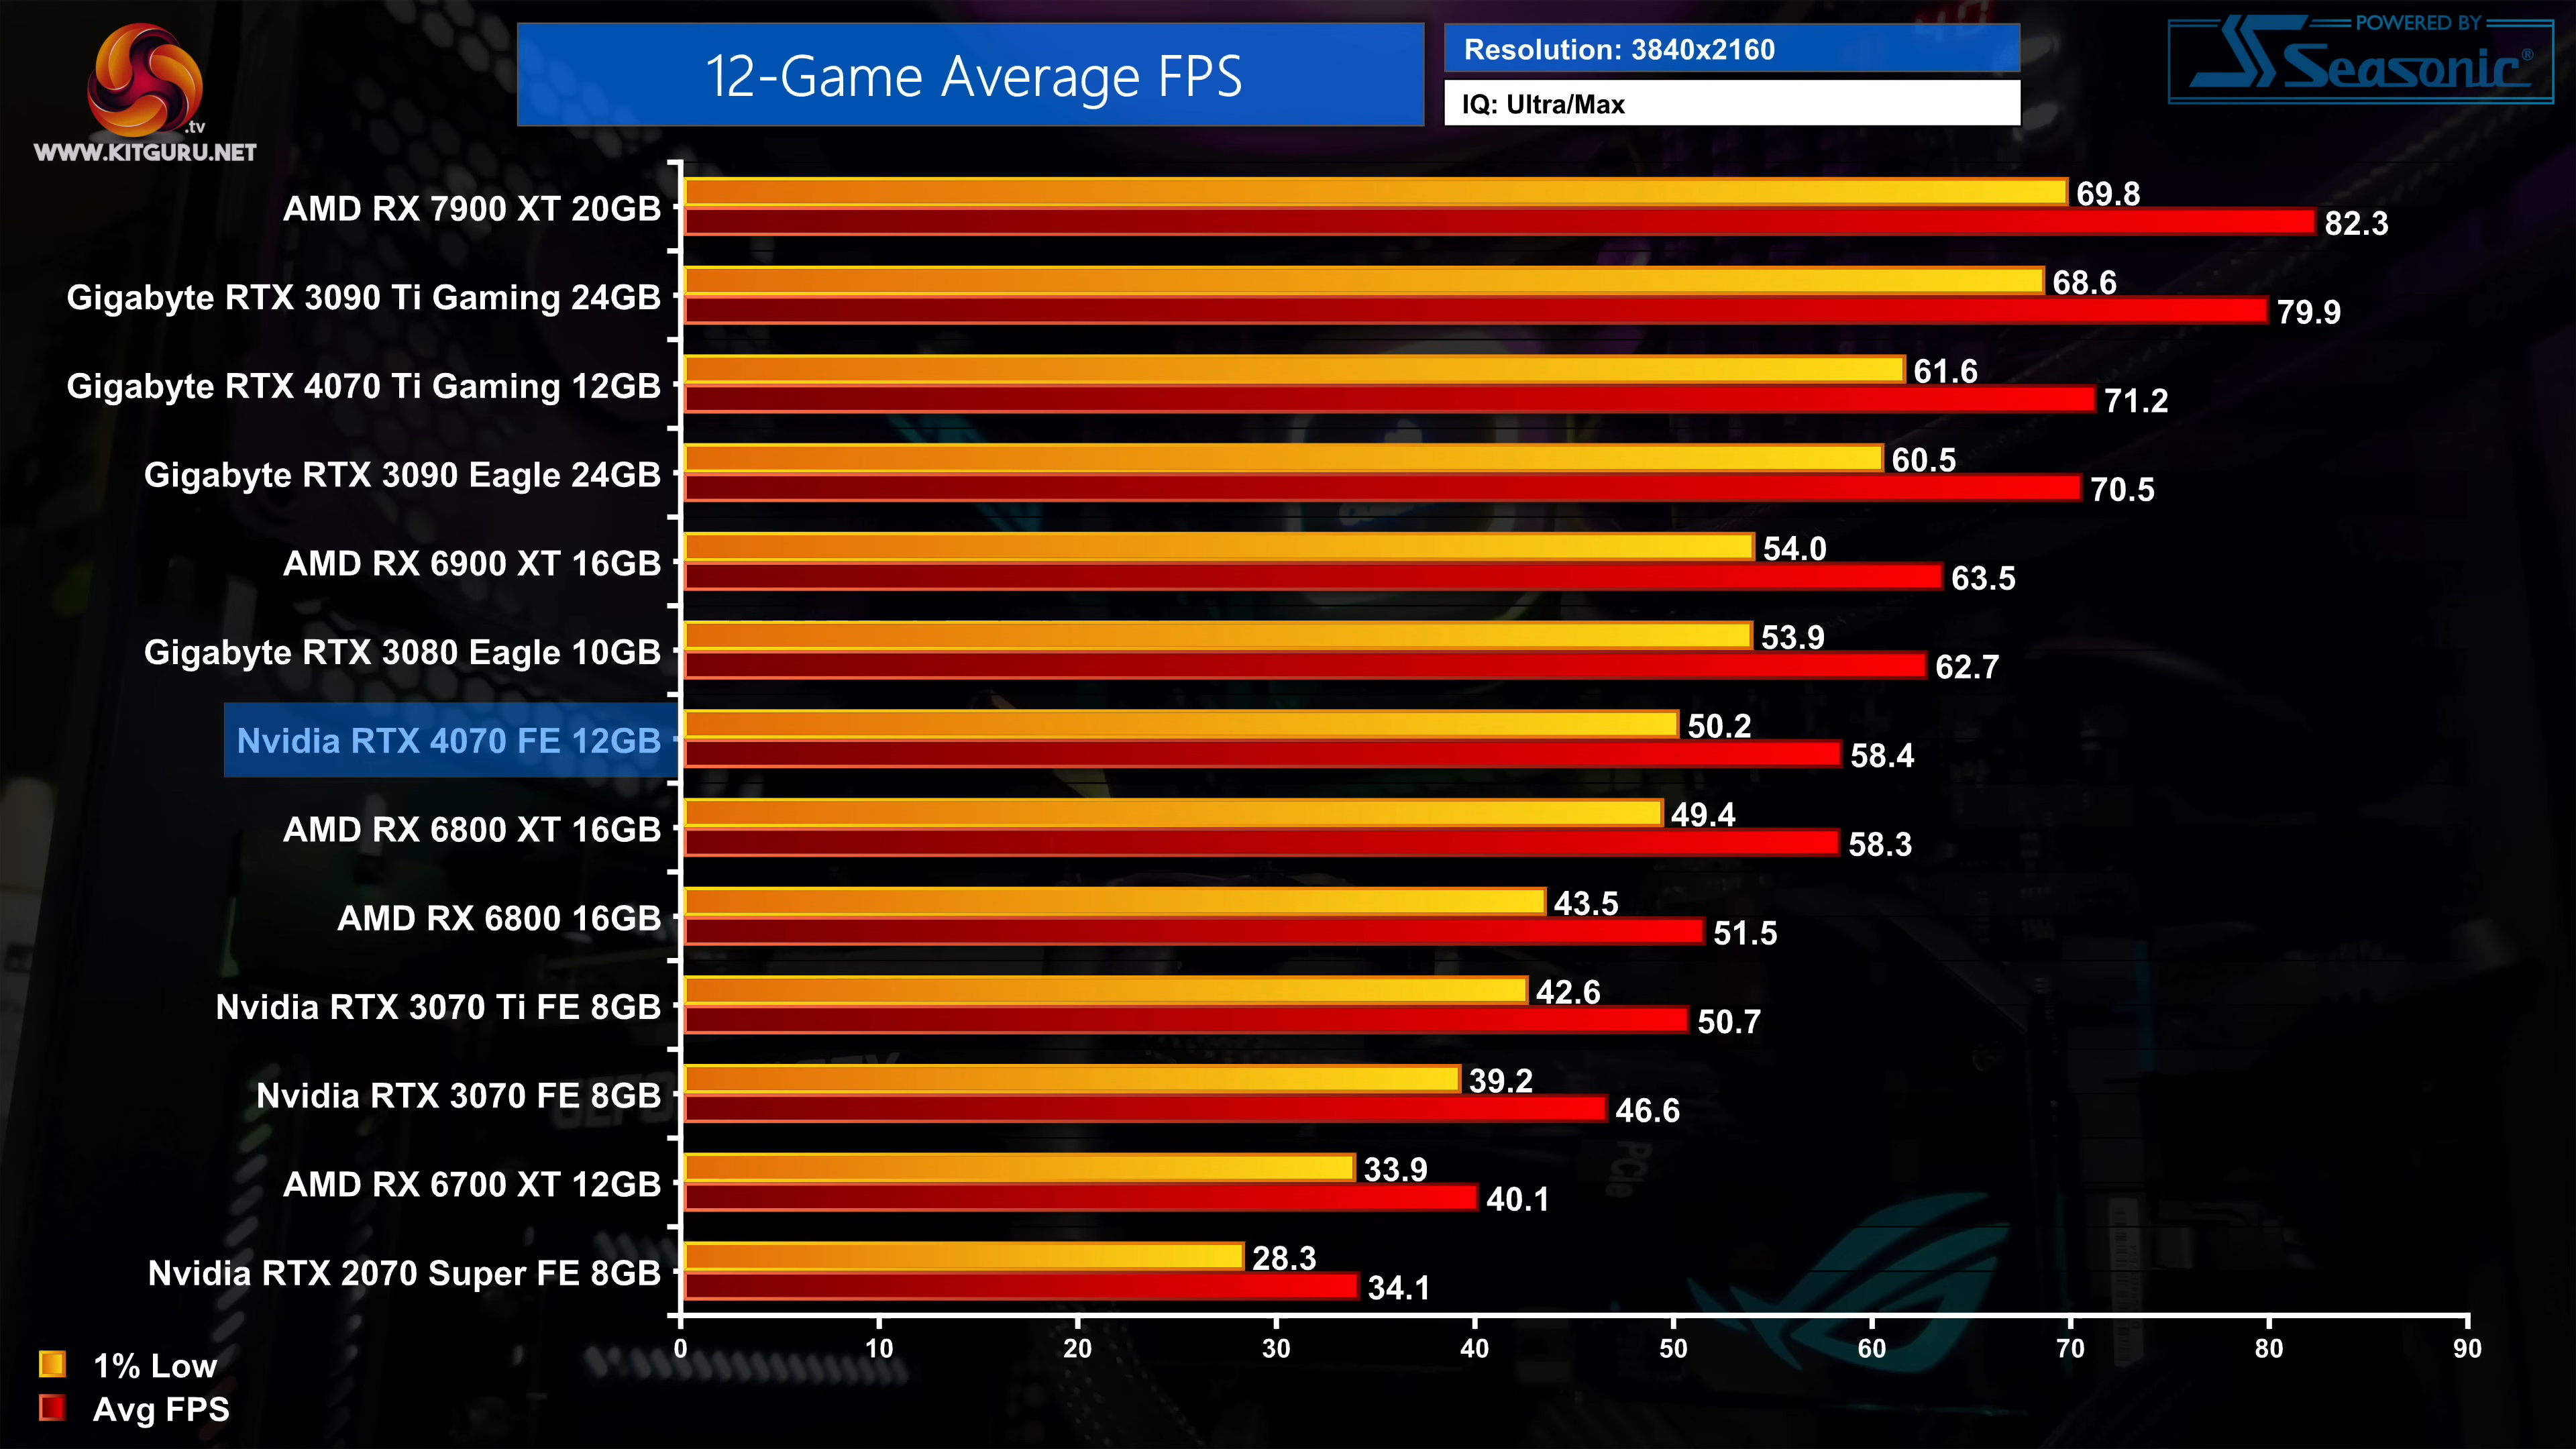 .tv
WWW.KITGURU.NET
12-Game Average FPS
Resolution: 3840x2160
IQ: Ultra/Max
POWERED BY
Seasonic®
AMD RX 7900 XT 20GB
69.8
82.3
Gigabyte RTX 3090 Ti Gaming 24GB
68.6
79.9
Gigabyte RTX 4070 Ti Gaming 12GB
61.6
71.2
Gigabyte RTX 3090 Eagle 24GB
60.5
70.5
AMD RX 6900 XT 16GB
54.0
63.5
Gigabyte RTX 3080 Eagle 10GB
53.9
62.7
Nvidia RTX 4070 FE 12GB
50.2
58.4
AMD RX 6800 XT 16GB
49.4
58.3
AMD RX 6800 16GB
43.5
51.5
Nvidia RTX 3070 Ti FE 8GB
42.6
50.7
Nvidia RTX 3070 FE 8GB
39.2
46.6
AMD RX 6700 XT 12GB
33.9
40.1
Nvidia RTX 2070 Super FE 8GB
28.3
34.1
0 10 20 30 40 50 60 70 80 90
1% Low
Avg FPS
PCIe